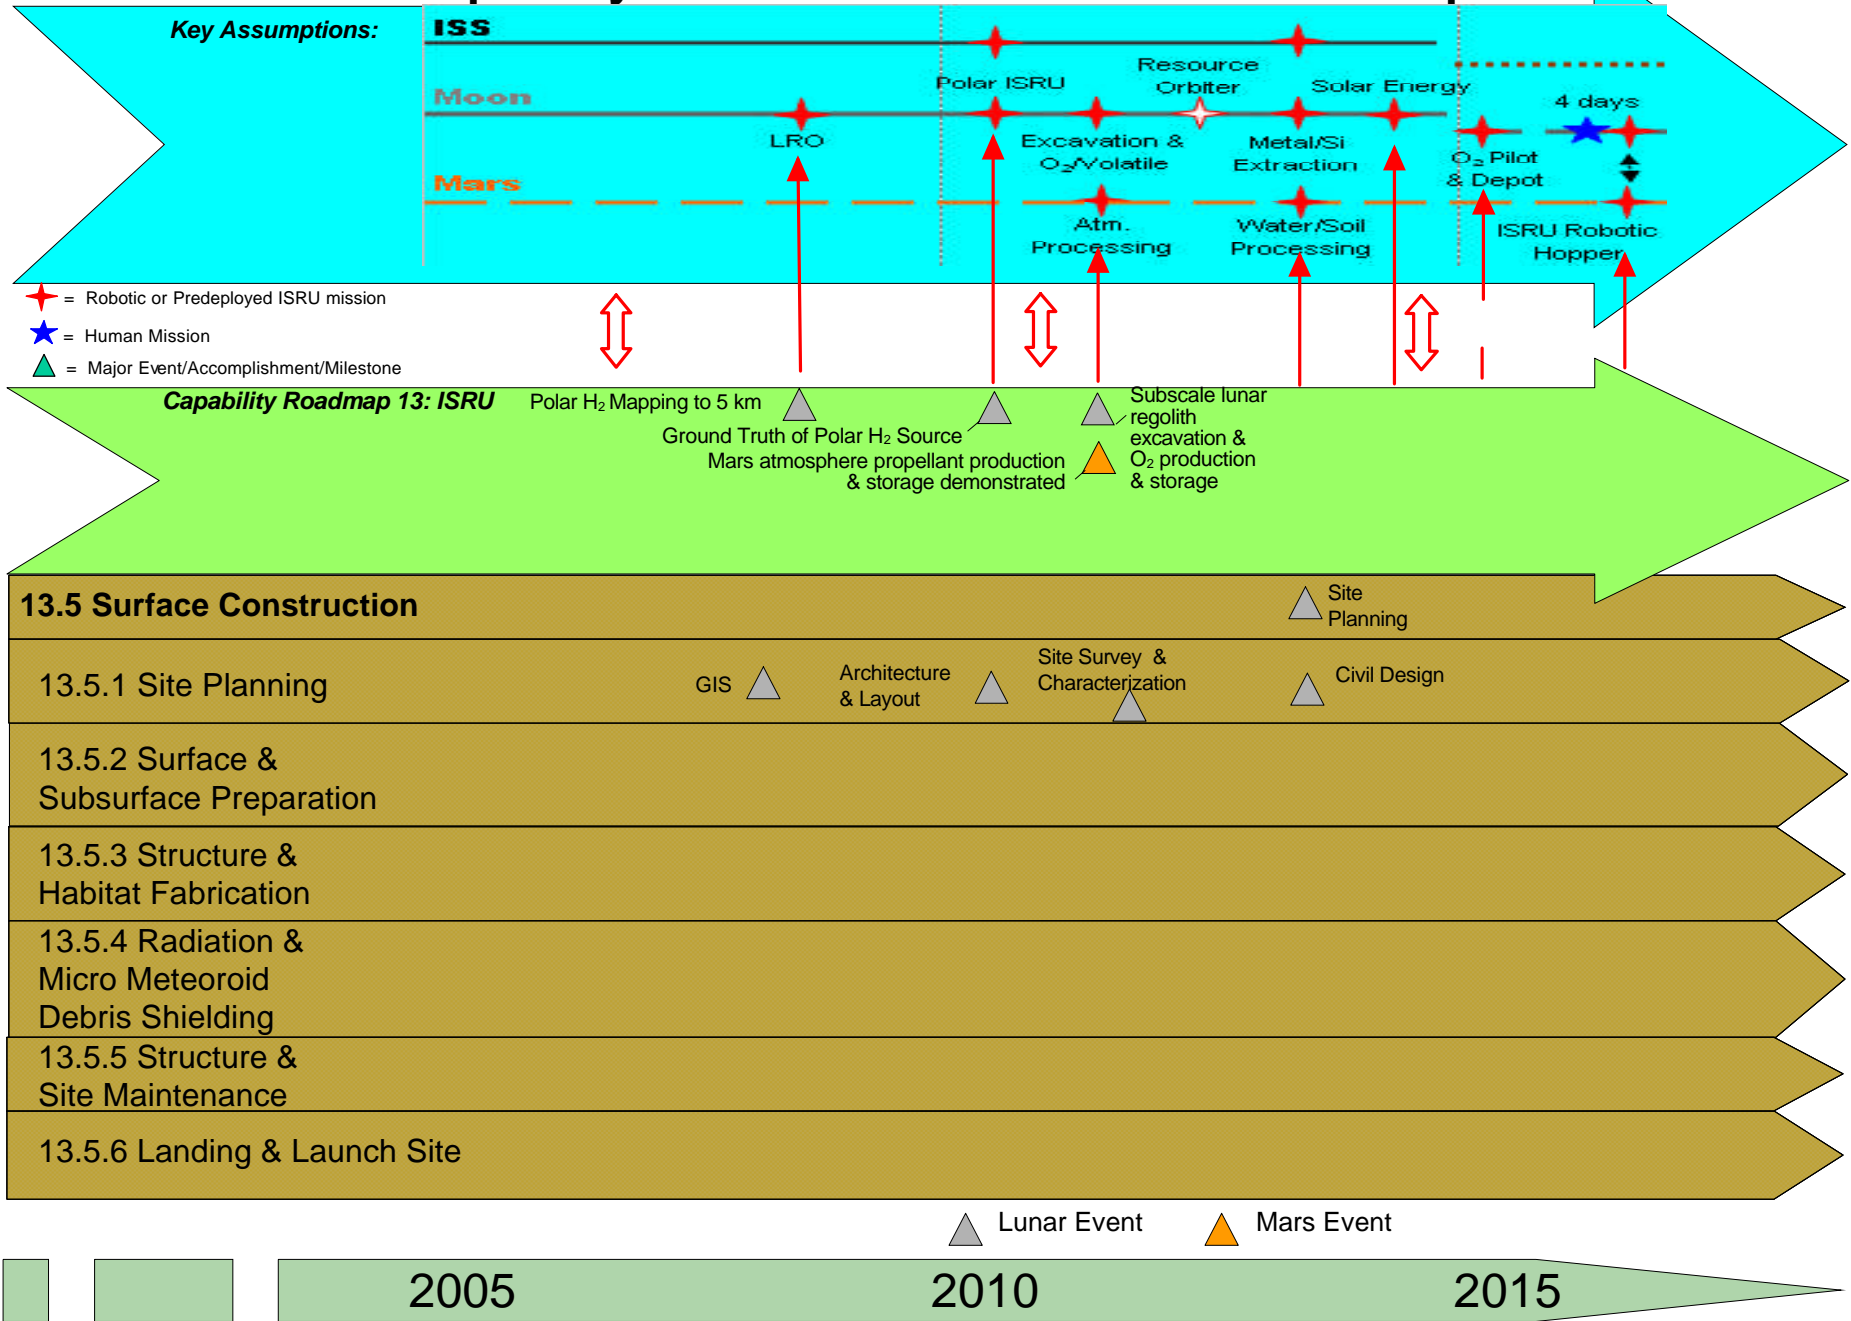 Key Assumptions:
ISS
Resource
Orbiter
Polar ISRU
Solar Energy
4 days
Moon
LRO
Excavation &
O₂/Volatile
Metal/Si
Extraction
O₂ Pilot
& Depot
Mars
Atm.
Processing
Water/Soil
Processing
ISRU Robotic
Hopper
= Robotic or Predeployed ISRU mission
= Human Mission
= Major Event/Accomplishment/Milestone
Capability Roadmap 13: ISRU
Polar H₂ Mapping to 5 km
Ground Truth of Polar H₂ Source
Mars atmosphere propellant production
& storage demonstrated
Subscale lunar
regolith
excavation &
O₂ production
& storage
13.5 Surface Construction
Site
Planning
13.5.1 Site Planning
GIS
Architecture
& Layout
Site Survey &
Characterization
Civil Design
13.5.2 Surface &
Subsurface Preparation
13.5.3 Structure &
Habitat Fabrication
13.5.4 Radiation &
Micro Meteoroid
Debris Shielding
13.5.5 Structure &
Site Maintenance
13.5.6 Landing & Launch Site
Lunar Event
Mars Event
2005
2010
2015